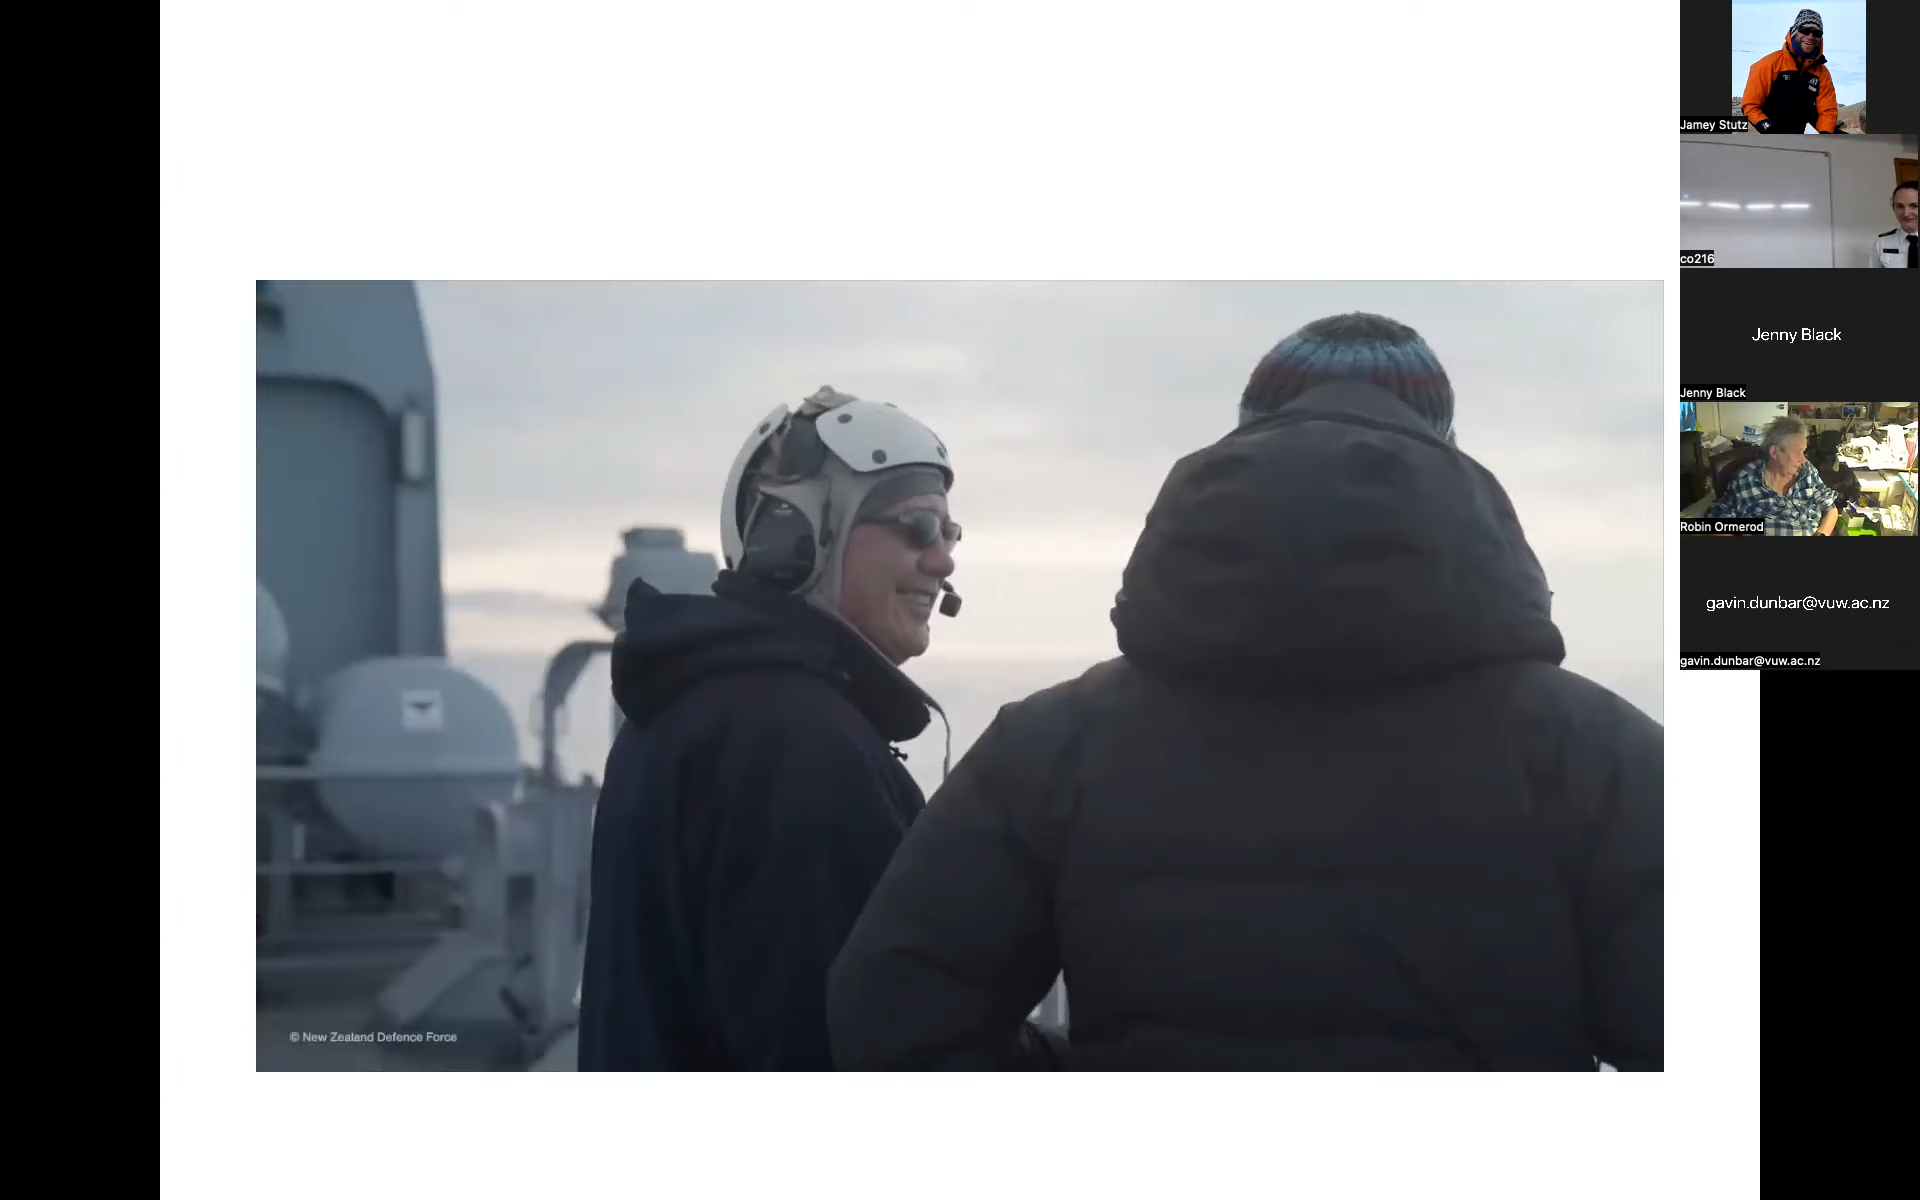 © New Zealand Defence Force
Jamey Stutz
co216
Jenny Black
Jenny Black
Robin Ormerod
gavin.dunbar@vuw.ac.nz
gavin.dunbar@vuw.ac.nz